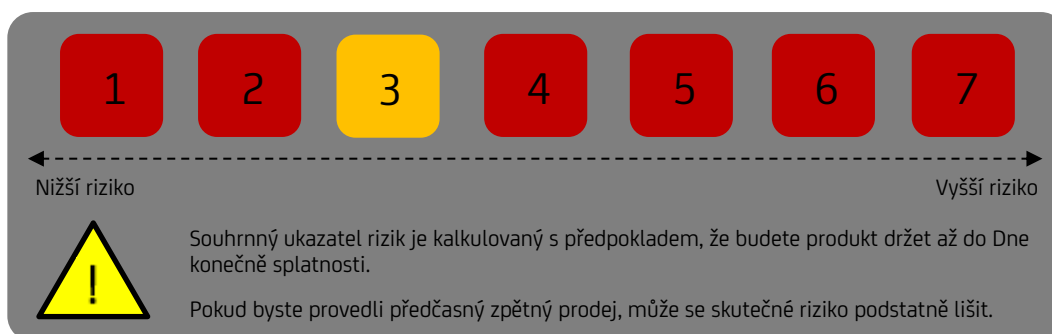 1 2 3 4 5 6 7
Nižší riziko Vyšší riziko
!
Souhrnný ukazatel rizik je kalkulovaný s předpokladem, že budete produkt držet až do Dne
konečně splatnosti.
Pokud byste provedli předčasný zpětný prodej, může se skutečné riziko podstatně lišit.